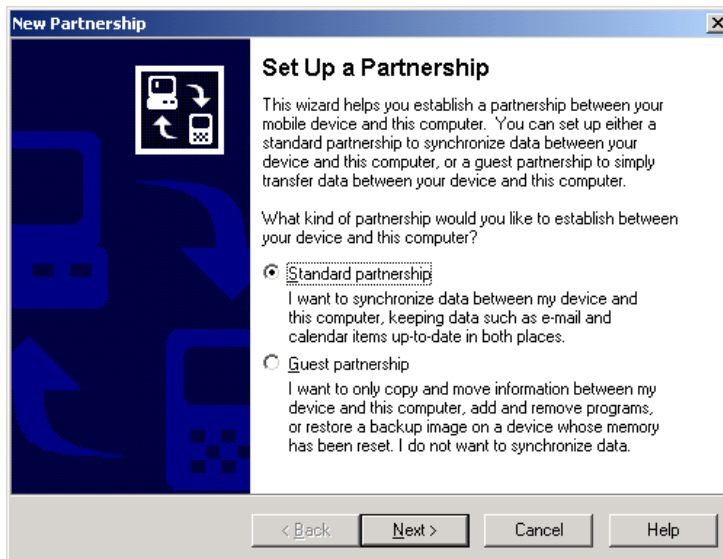 New Partnership
Set Up a Partnership
This wizard helps you establish a partnership between your
mobile device and this computer. You can set up either a
standard partnership to synchronize data between your
device and this computer, or a guest partnership to simply
transfer data between your device and this computer.
What kind of partnership would you like to establish between
your device and this computer?
Standard partnership
I want to synchronize data between my device and
this computer, keeping data such as e-mail and
calendar items up-to-date in both places.
Guest partnership
I want to only copy and move information between my
device and this computer, add and remove programs,
or restore a backup image on a device whose memory
has been reset. I do not want to synchronize data.
< Back Next > Cancel Help